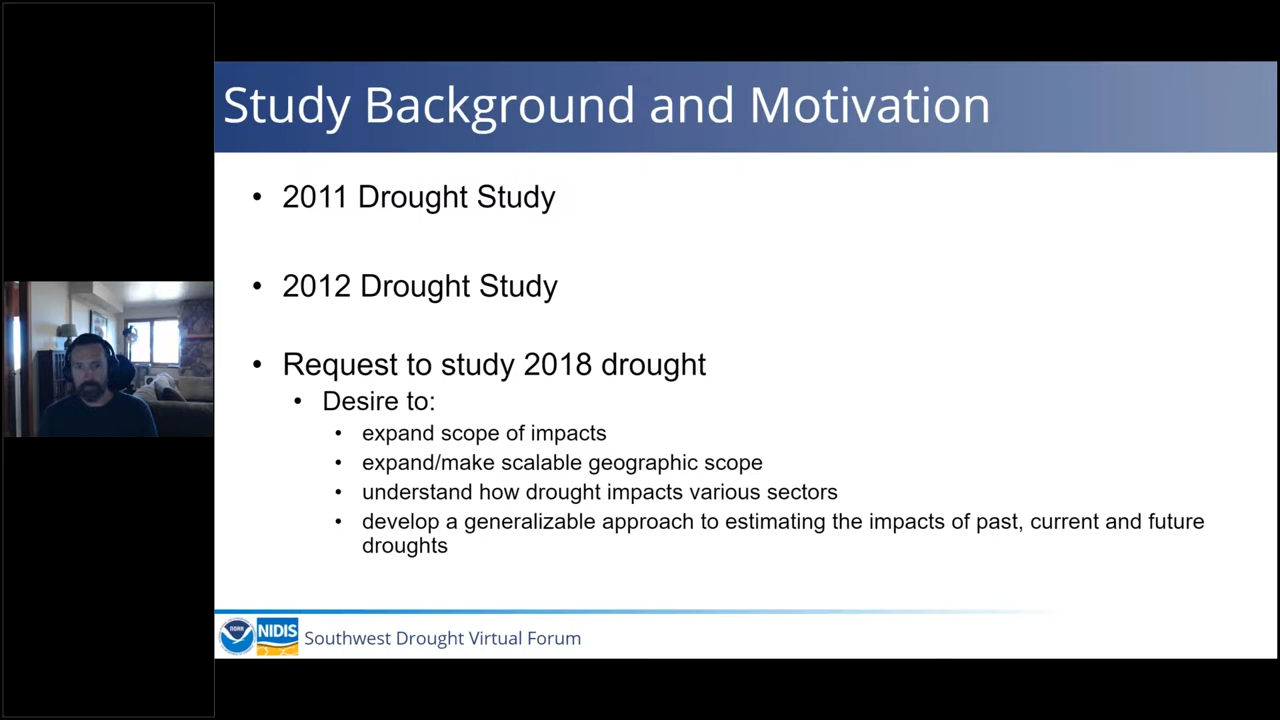 Study Background and Motivation
• 2011 Drought Study
• 2012 Drought Study
• Request to study 2018 drought
• Desire to:
• expand scope of impacts
• expand/make scalable geographic scope
• understand how drought impacts various sectors
• develop a generalizable approach to estimating the impacts of past, current and future
droughts
NOAA
NIDIS
Southwest Drought Virtual Forum